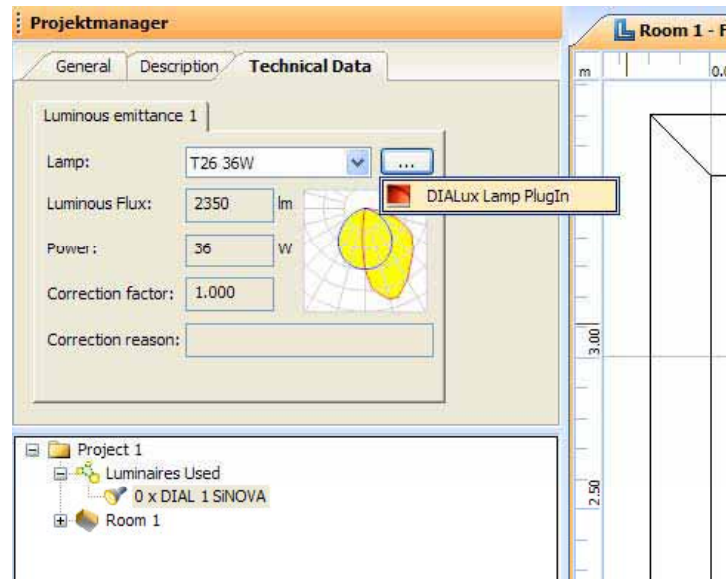 Projektmanager
General
Description
Technical Data
Luminous emittance 1
Lamp:
T26 36W
...
DIALux Lamp PlugIn
Luminous Flux:
2350
lm
Power:
36
W
Correction factor:
1.000
Correction reason:
Project 1
Luminaires Used
0 x DIAL 1 SiNOVA
Room 1
Room 1 - F
m
0.0
3.00
2.50